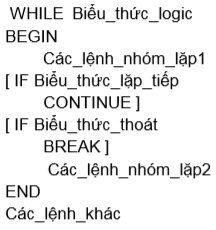 WHILE Biểu_thức_logic
BEGIN
Các_lệnh_nhóm_lặp1
[ IF Biểu_thức_lặp_tiếp
CONTINUE ]
[ IF Biểu_thức_thoát
BREAK ]
Các_lệnh_nhóm_lặp2
END
Các_lệnh_khác